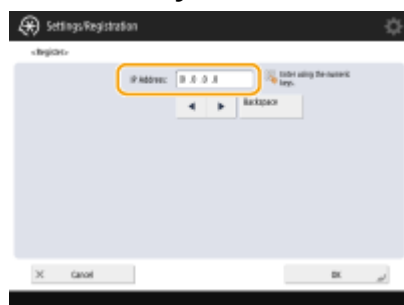 Settings/Registration
<Register>
IP Address: 0 .0 .0 .0
Enter using the numeric
keys.
Backspace
Cancel
OK